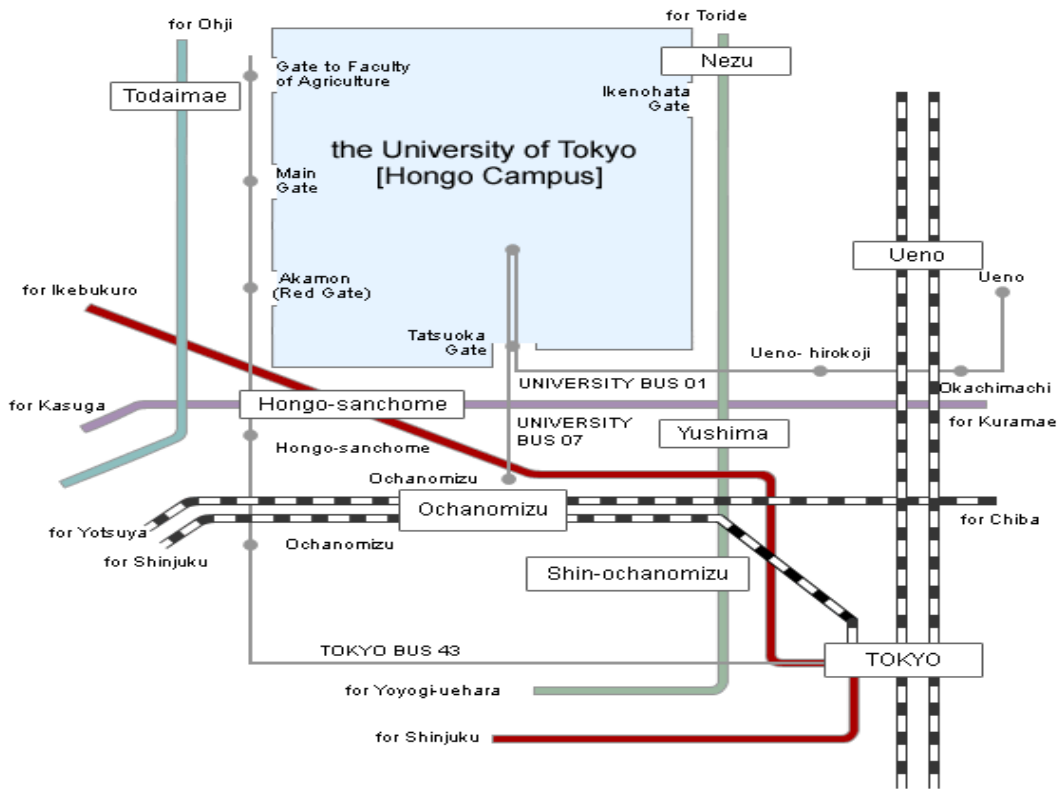 for Ohji
for Toride
Gate to Faculty
of Agriculture
Nezu
Todaimae
Ikenohata
Gate
the University of Tokyo
[Hongo Campus]
Main
Gate
Ueno
Ueno
Akamon
(Red Gate)
for Ikebukuro
Tatsuoka
Gate
Ueno- hirokoji
UNIVERSITY BUS 01
Okachimachi
Hongo-sanchome
for Kasuga
UNIVERSITY
BUS 07
for Kuramae
Yushima
Hongo-sanchome
Ochanomizu
Ochanomizu
for Yotsuya
for Chiba
Ochanomizu
for Shinjuku
Shin-ochanomizu
TOKYO BUS 43
TOKYO
for Yoyogi-uehara
for Shinjuku